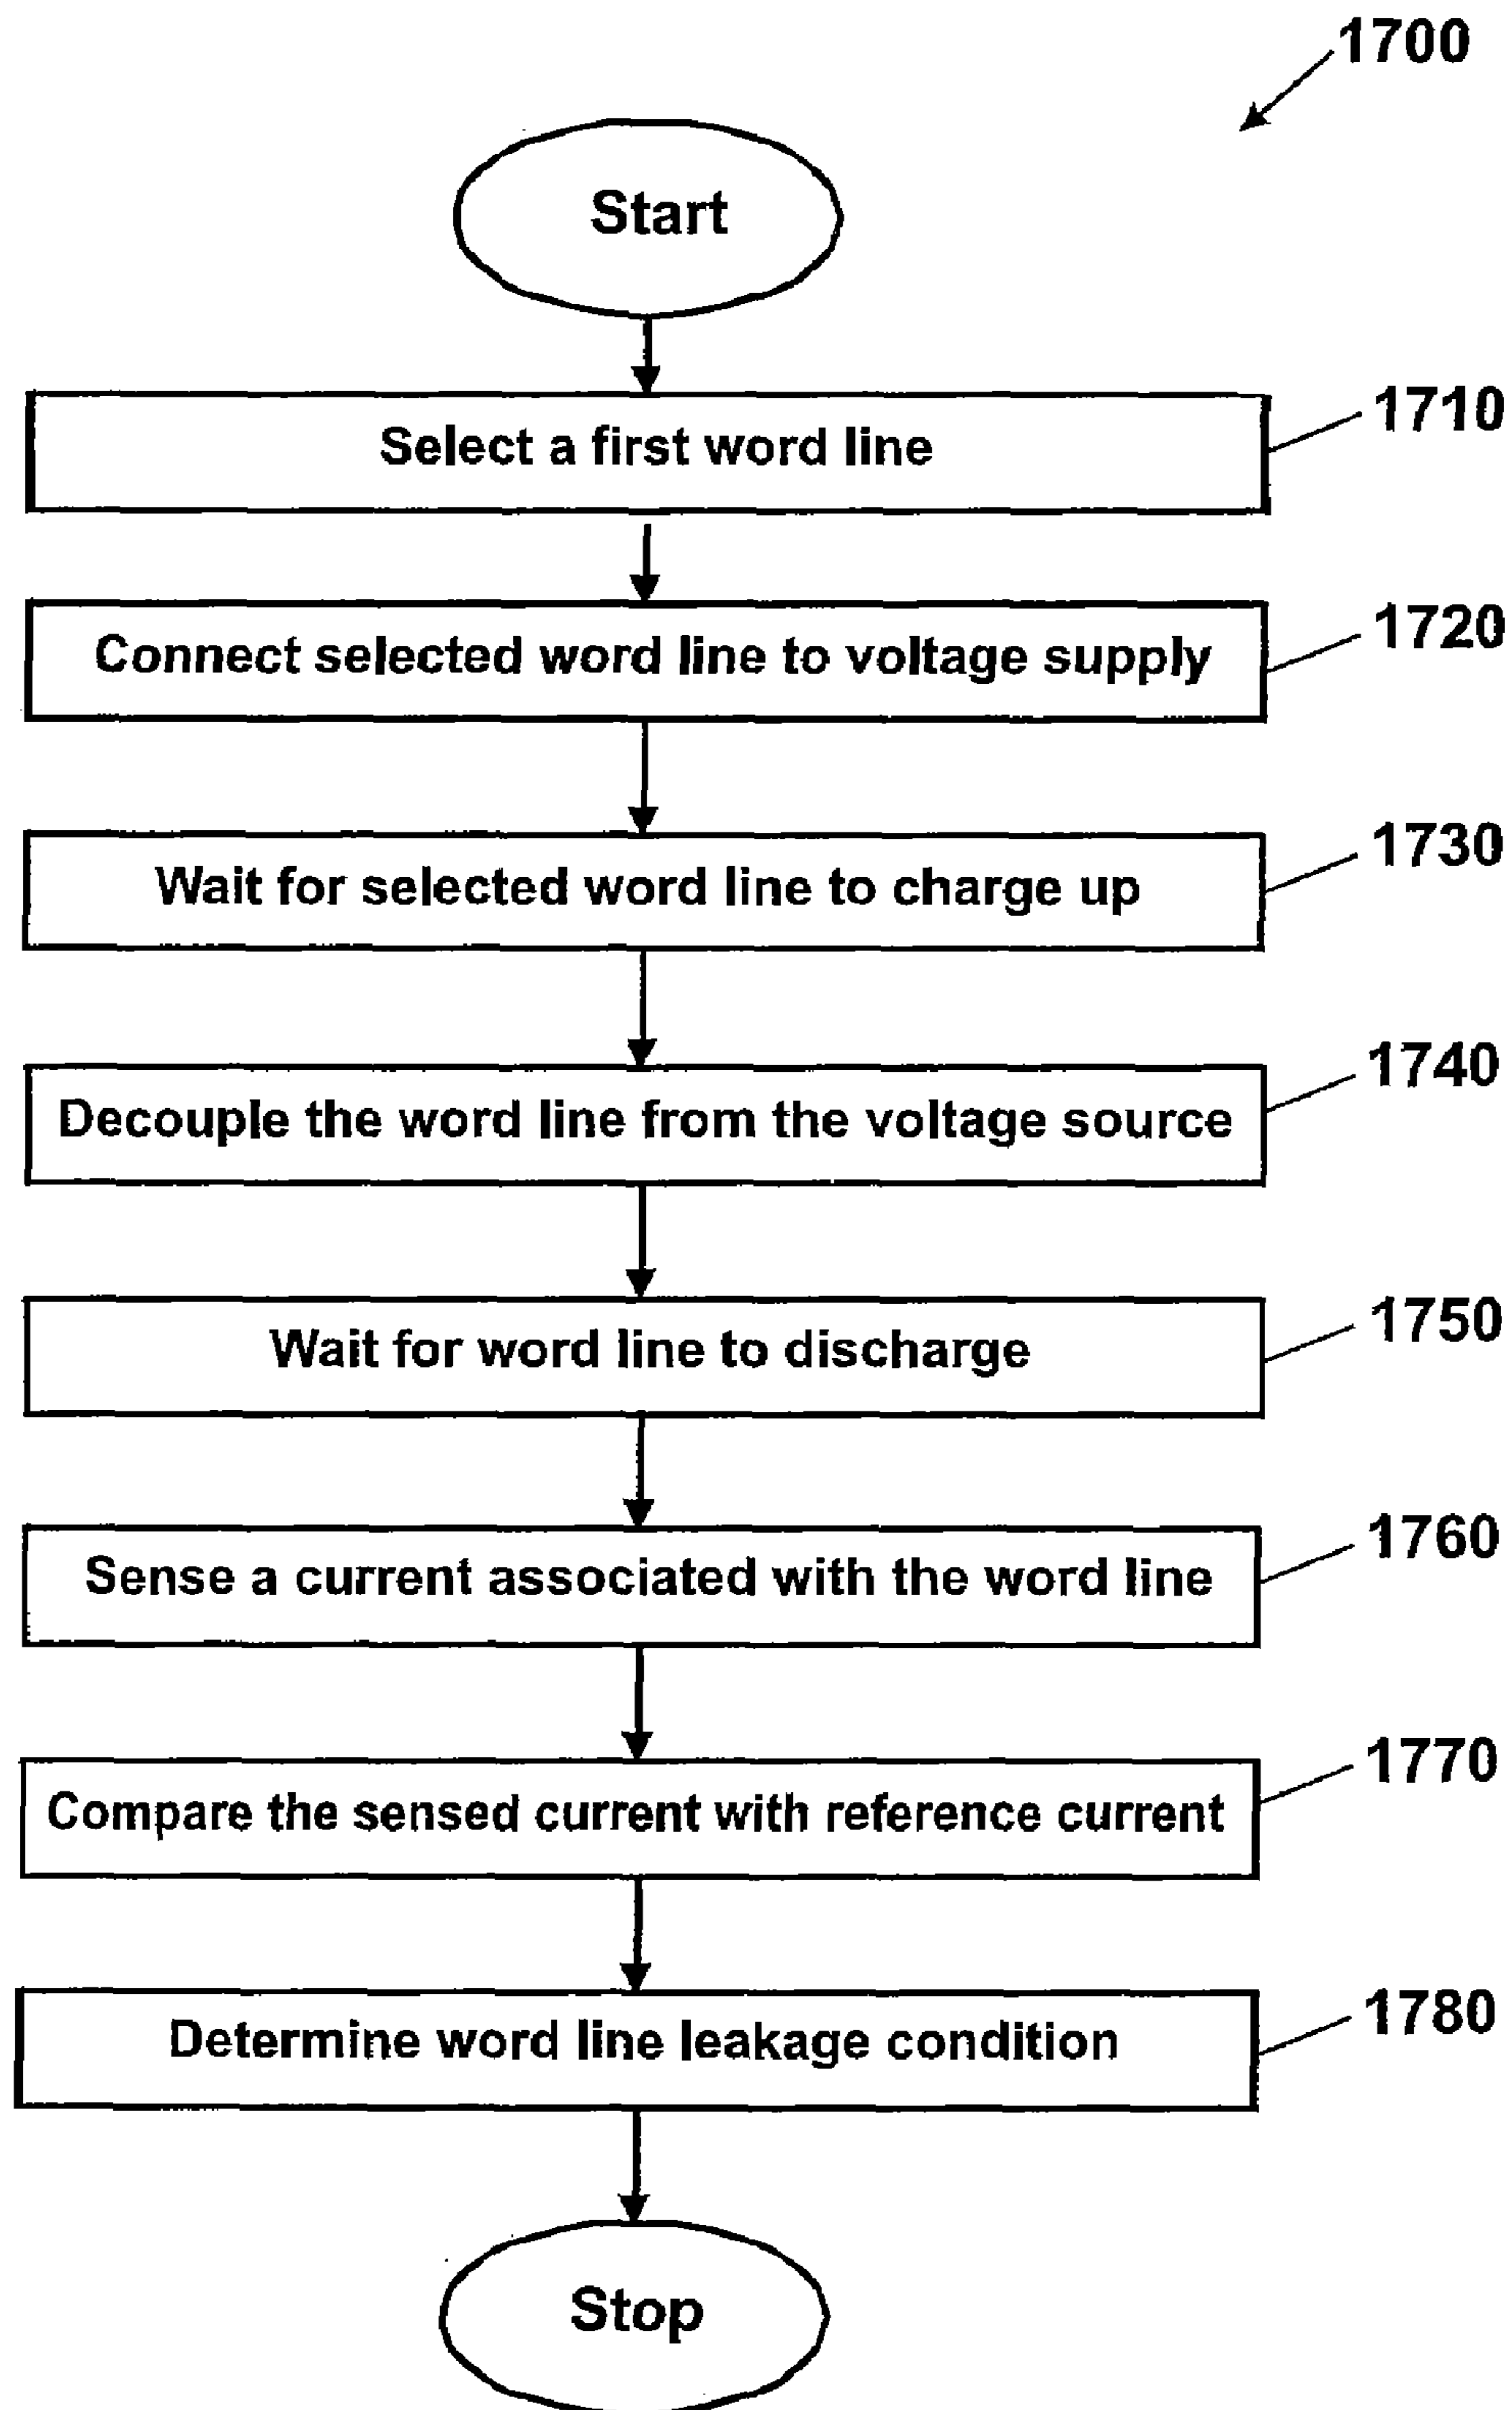 1700
Start
Select a first word line
1710
Connect selected word line to voltage supply
1720
Wait for selected word line to charge up
1730
Decouple the word line from the voltage source
1740
Wait for word line to discharge
1750
Sense a current associated with the word line
1760
Compare the sensed current with reference current
1770
Determine word line leakage condition
1780
Stop